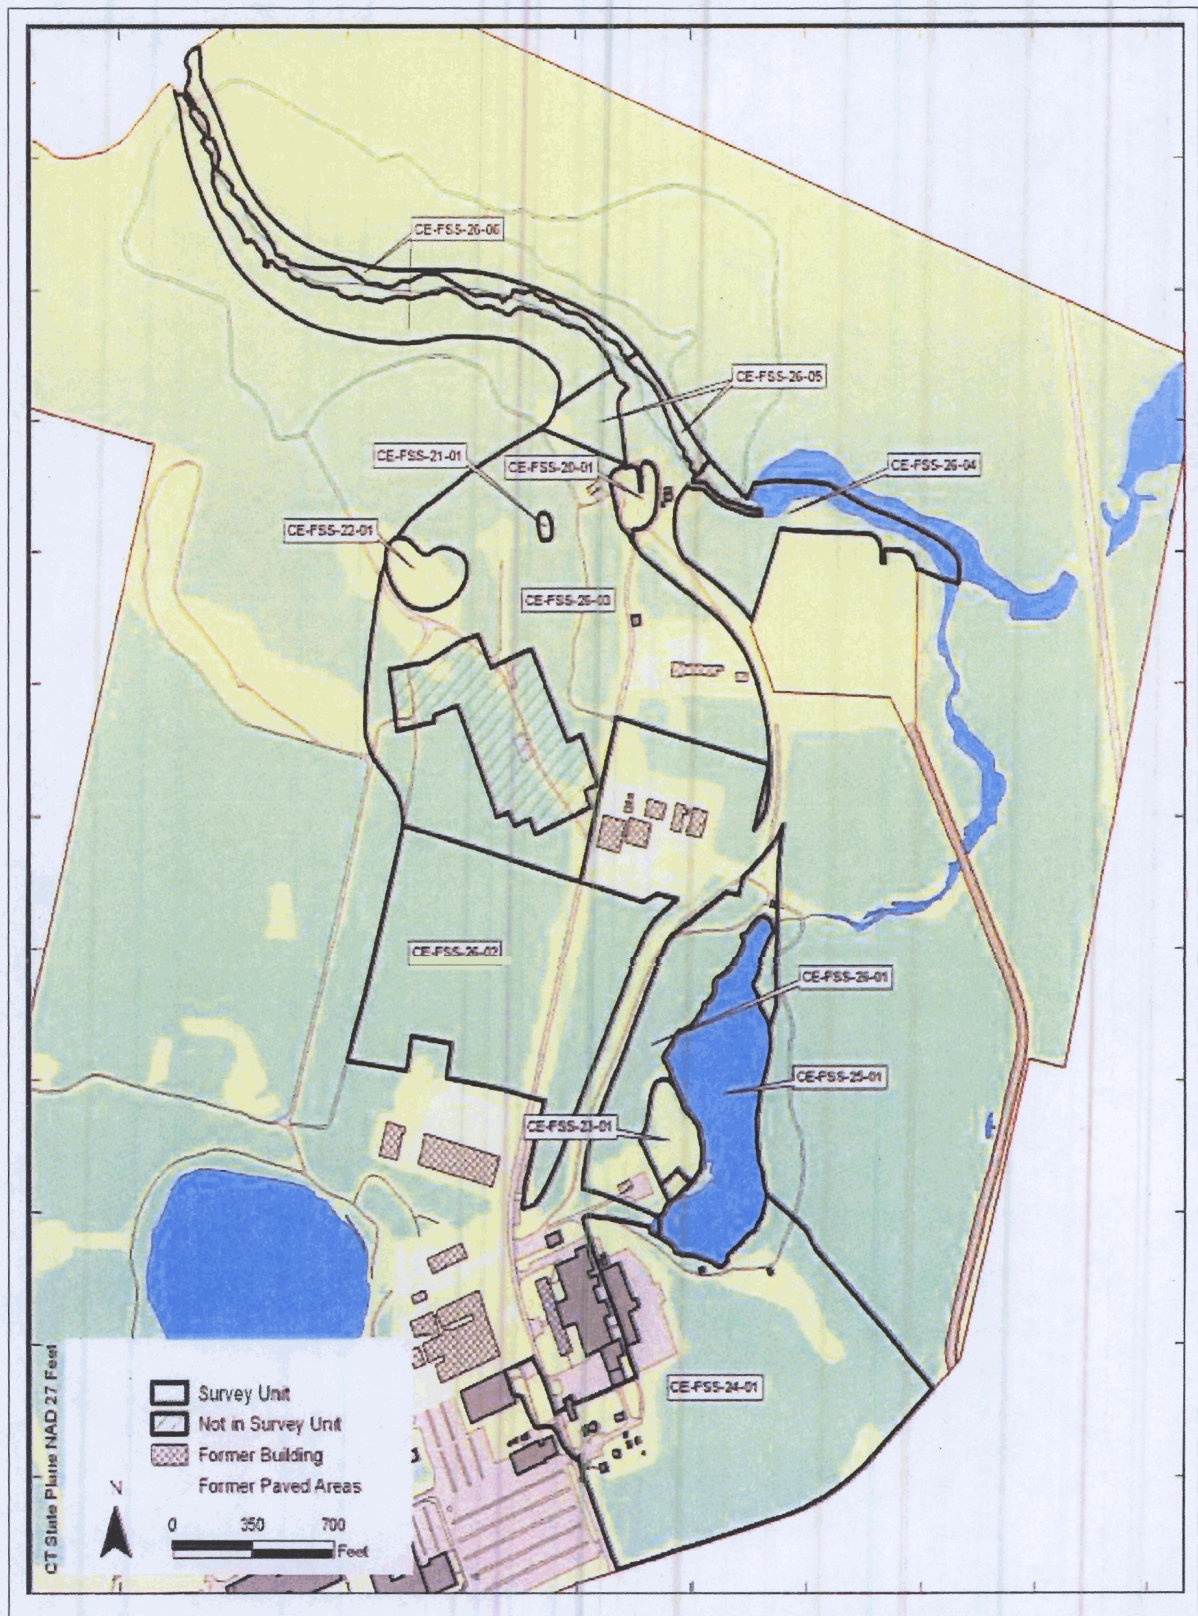 CE-FSS-26-06
CE-FSS-26-05
CE-FSS-21-01
CE-FSS-20-01
CE-FSS-26-04
CE-FSS-22-01
CE-FSS-26-03
CE-FSS-26-02
CE-FSS-26-01
CE-FSS-25-01
CE-FSS-23-01
CE-FSS-24-01
CT State Plane NAD 27 Feet
Survey Unit
Not in Survey Unit
Former Building
Former Paved Areas
N
0 350 700
Feet